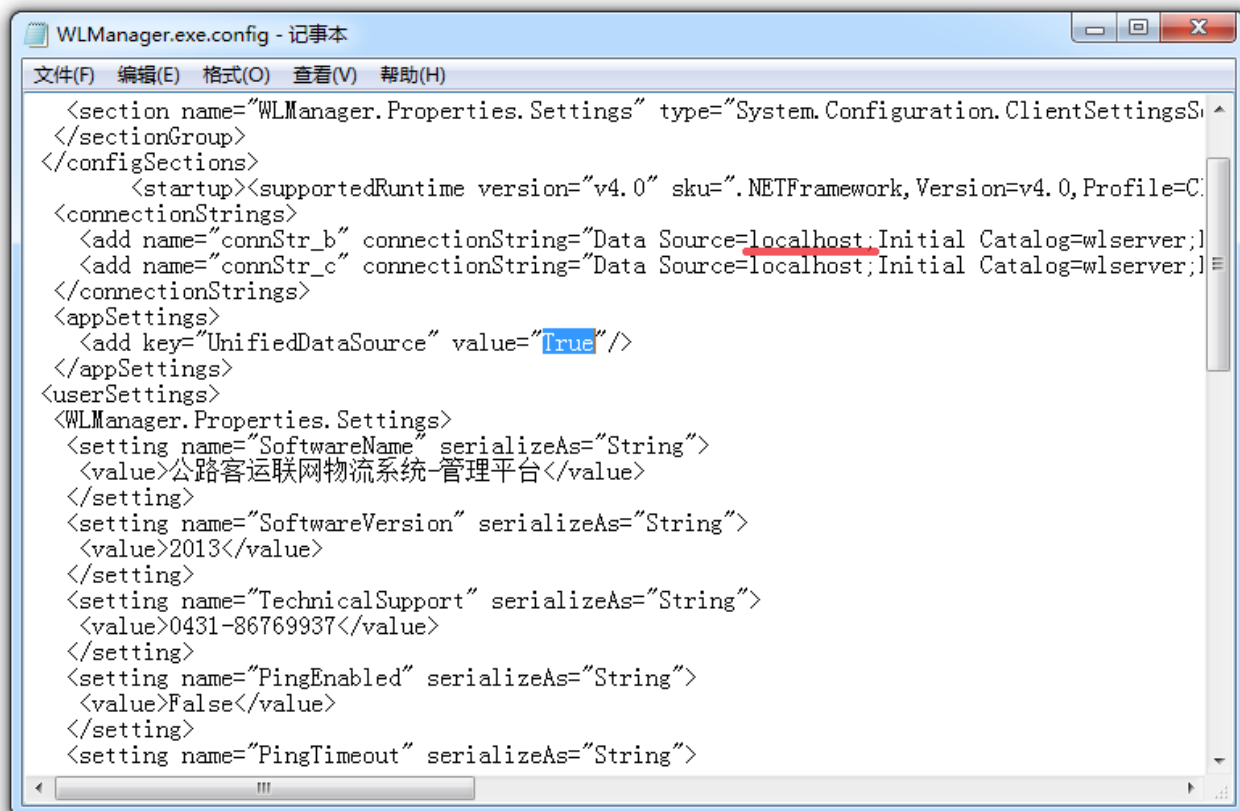 WLManager.exe.config - 记事本
文件(F) 编辑(E) 格式(O) 查看(V) 帮助(H)
<section name="WLManager.Properties.Settings" type="System.Configuration.ClientSettingsS
</sectionGroup>
</configSections>
<startup><supportedRuntime version="v4.0" sku=".NETFramework,Version=v4.0,Profile=C
<connectionStrings>
<add name="connStr_b" connectionString="Data Source=localhost;Initial Catalog=wlserver;
<add name="connStr_c" connectionString="Data Source=localhost;Initial Catalog=wlserver;
</connectionStrings>
<appSettings>
<add key="UnifiedDataSource" value="True"/>
</appSettings>
<userSettings>
<WLManager.Properties.Settings>
<setting name="SoftwareName" serializeAs="String">
<value>公路客运联网物流系统-管理平台</value>
</setting>
<setting name="SoftwareVersion" serializeAs="String">
<value>2013</value>
</setting>
<setting name="TechnicalSupport" serializeAs="String">
<value>0431-86769937</value>
</setting>
<setting name="PingEnabled" serializeAs="String">
<value>False</value>
</setting>
<setting name="PingTimeout" serializeAs="String">